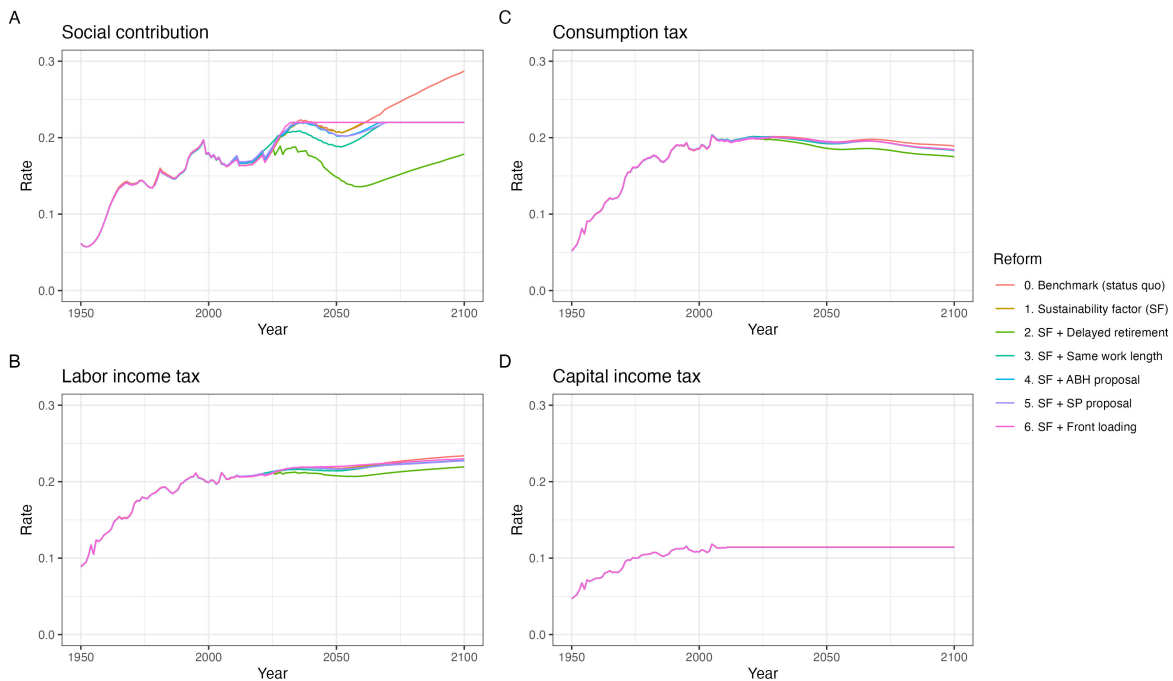 A
Social contribution
0.3
0.2
0.1
0.0
Rate
1950
2000
2050
2100
Year
C
Consumption tax
0.3
0.2
0.1
0.0
Rate
1950
2000
2050
2100
Year
B
Labor income tax
0.3
0.2
0.1
0.0
Rate
1950
2000
2050
2100
Year
D
Capital income tax
0.3
0.2
0.1
0.0
Rate
1950
2000
2050
2100
Year
Reform
0. Benchmark (status quo)
1. Sustainability factor (SF)
2. SF + Delayed retirement
3. SF + Same work length
4. SF + ABH proposal
5. SF + SP proposal
6. SF + Front loading